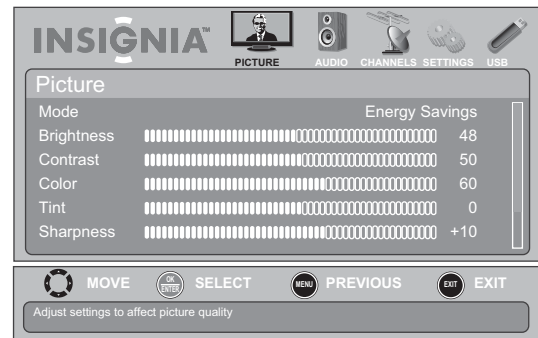 INSIGNIA™
PICTURE AUDIO CHANNELS SETTINGS USB
Picture
Mode Energy Savings
Brightness 48
Contrast 50
Color 60
Tint 0
Sharpness +10
MOVE OK ENTER SELECT MENU PREVIOUS EXIT EXIT
Adjust settings to affect picture quality